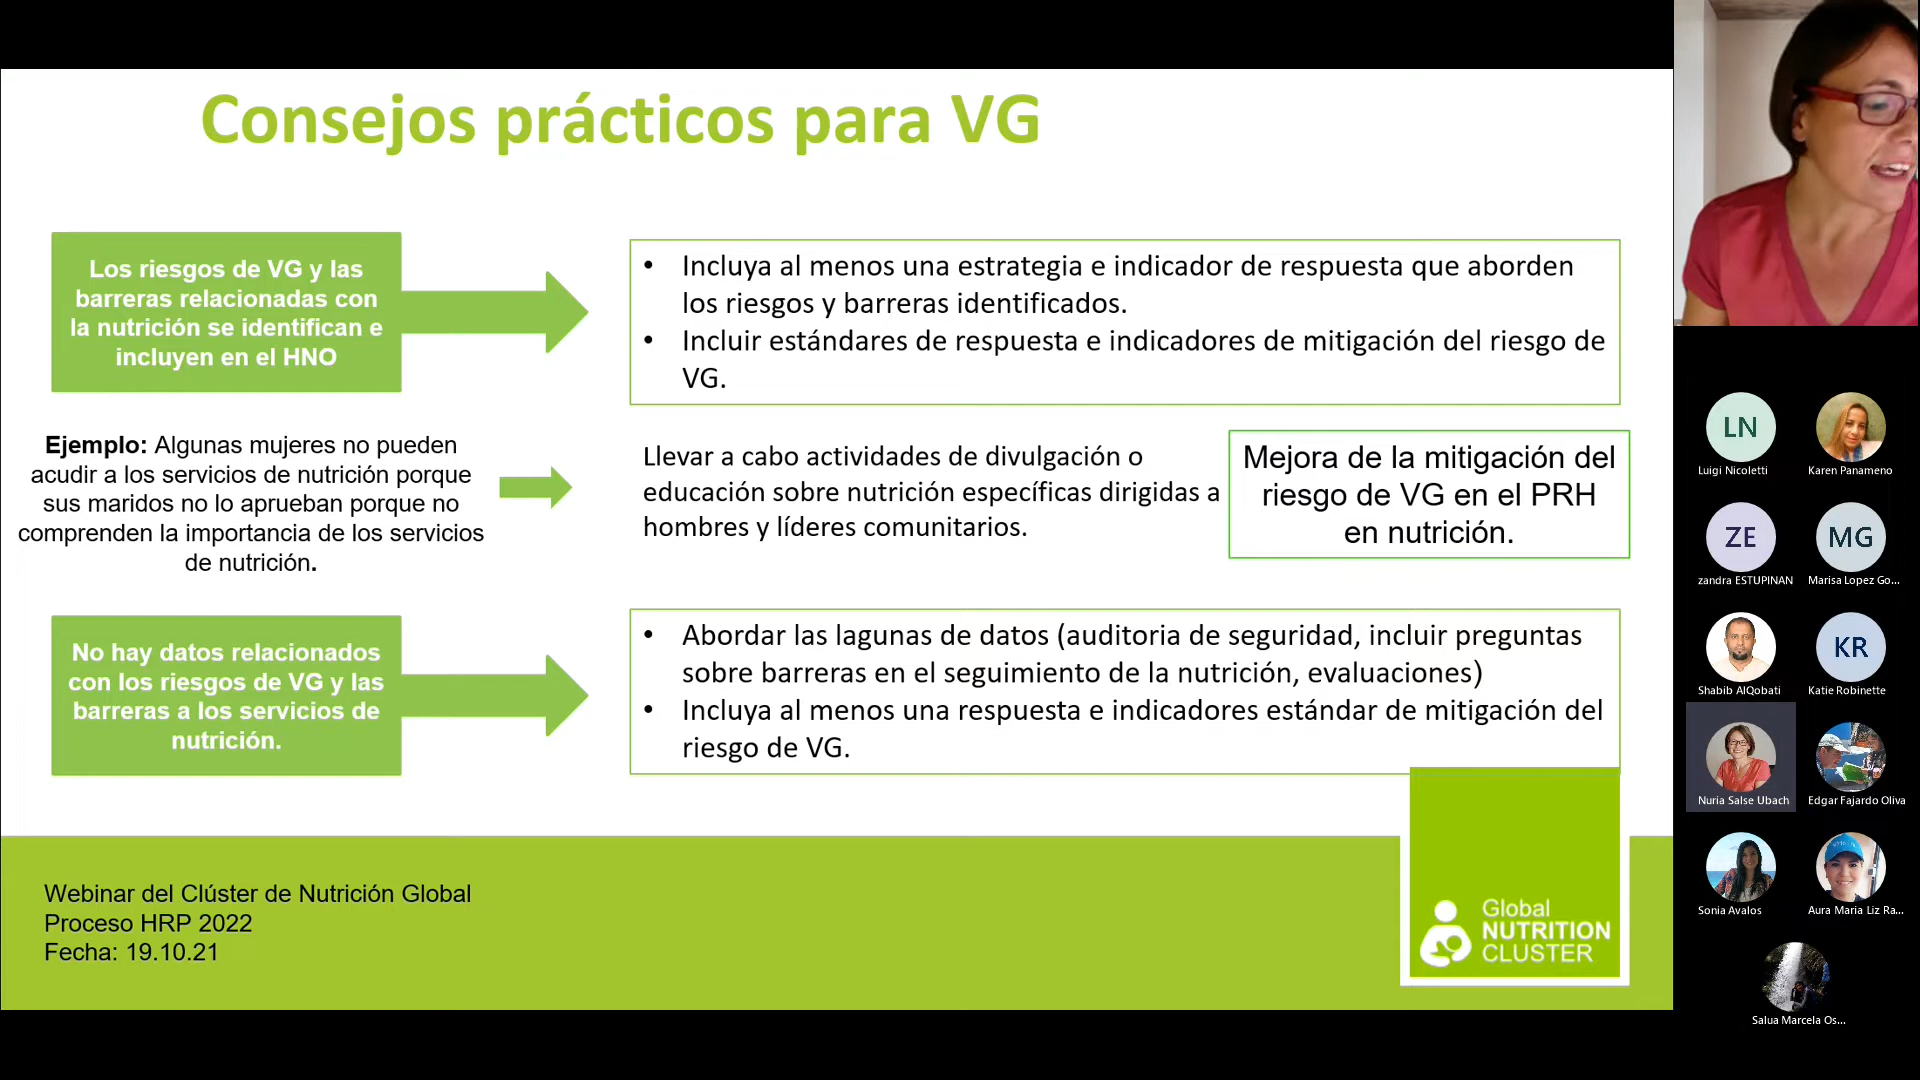 Consejos prácticos para VG
Los riesgos de VG y las
barreras relacionadas con
la nutrición se identifican e
incluyen en el HNO
• Incluya al menos una estrategia e indicador de respuesta que aborden
los riesgos y barreras identificados.
• Incluir estándares de respuesta e indicadores de mitigación del riesgo de
VG.
Ejemplo: Algunas mujeres no pueden
acudir a los servicios de nutrición porque
sus maridos no lo aprueban porque no
comprenden la importancia de los servicios
de nutrición.
Llevar a cabo actividades de divulgación o
educación sobre nutrición específicas dirigidas a
hombres y líderes comunitarios.
Mejora de la mitigación del
riesgo de VG en el PRH
en nutrición.
No hay datos relacionados
con los riesgos de VG y las
barreras a los servicios de
nutrición.
• Abordar las lagunas de datos (auditoria de seguridad, incluir preguntas
sobre barreras en el seguimiento de la nutrición, evaluaciones)
• Incluya al menos una respuesta e indicadores estándar de mitigación del
riesgo de VG.
Webinar del Clúster de Nutrición Global
Proceso HRP 2022
Fecha: 19.10.21
Global
NUTRITION
CLUSTER
LN
Luigi Nicoletti
Karen Panameno
ZE
zandra ESTUPINAN
MG
Marisa Lopez Go...
Shabib AlQobati
KR
Katie Robinette
Nuria Salse Ubach
Edgar Fajardo Oliva
Sonia Avalos
Aura Maria Liz Ra...
Salua Marcela Os...